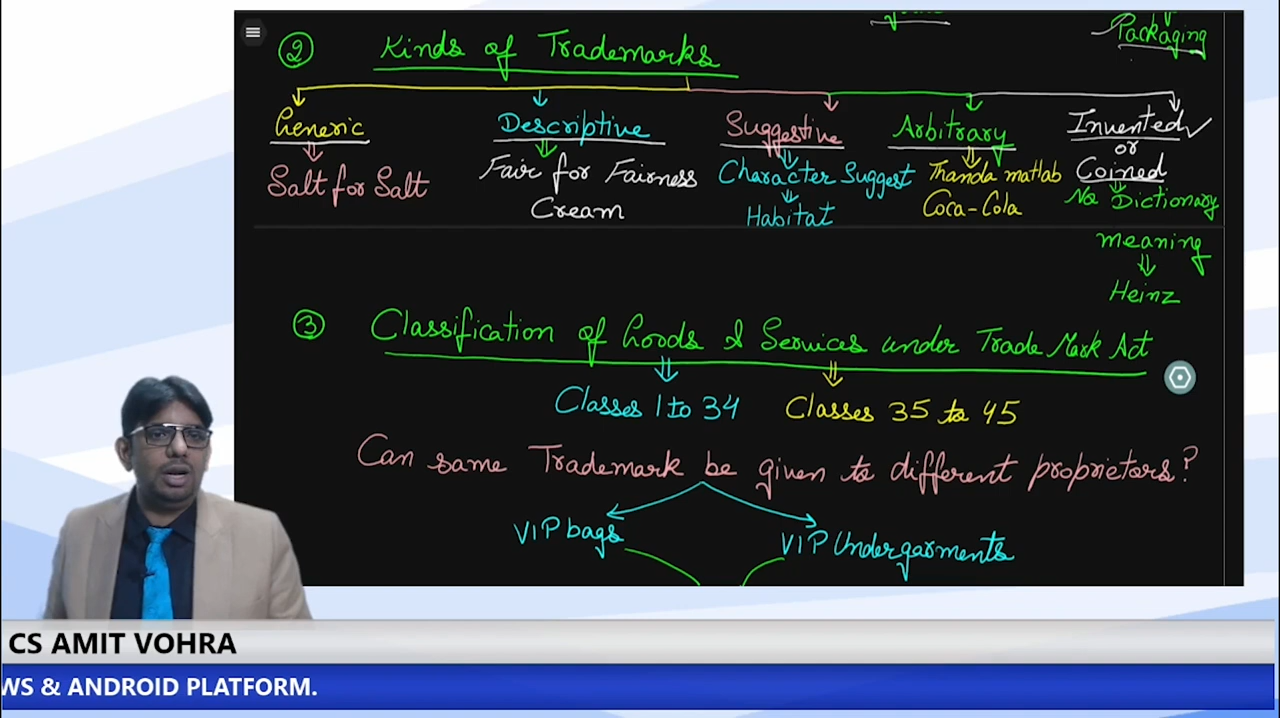 Packaging
② Kinds of Trademarks
Generic Descriptive Suggestive Arbitrary Invented or Coined
Salt for Salt
Fair for Fairness
Cream
Character Suggest
Habitat
Thanda matlab
Coca-Cola
No Dictionary
meaning
Heinz
③ Classification of Goods & Services under Trade Mark Act
Classes 1 to 34 Classes 35 to 45
Can same Trademark be given to different proprietors?
VIP bags VIP Undergarments
CS AMIT VOHRA
WS & ANDROID PLATFORM.